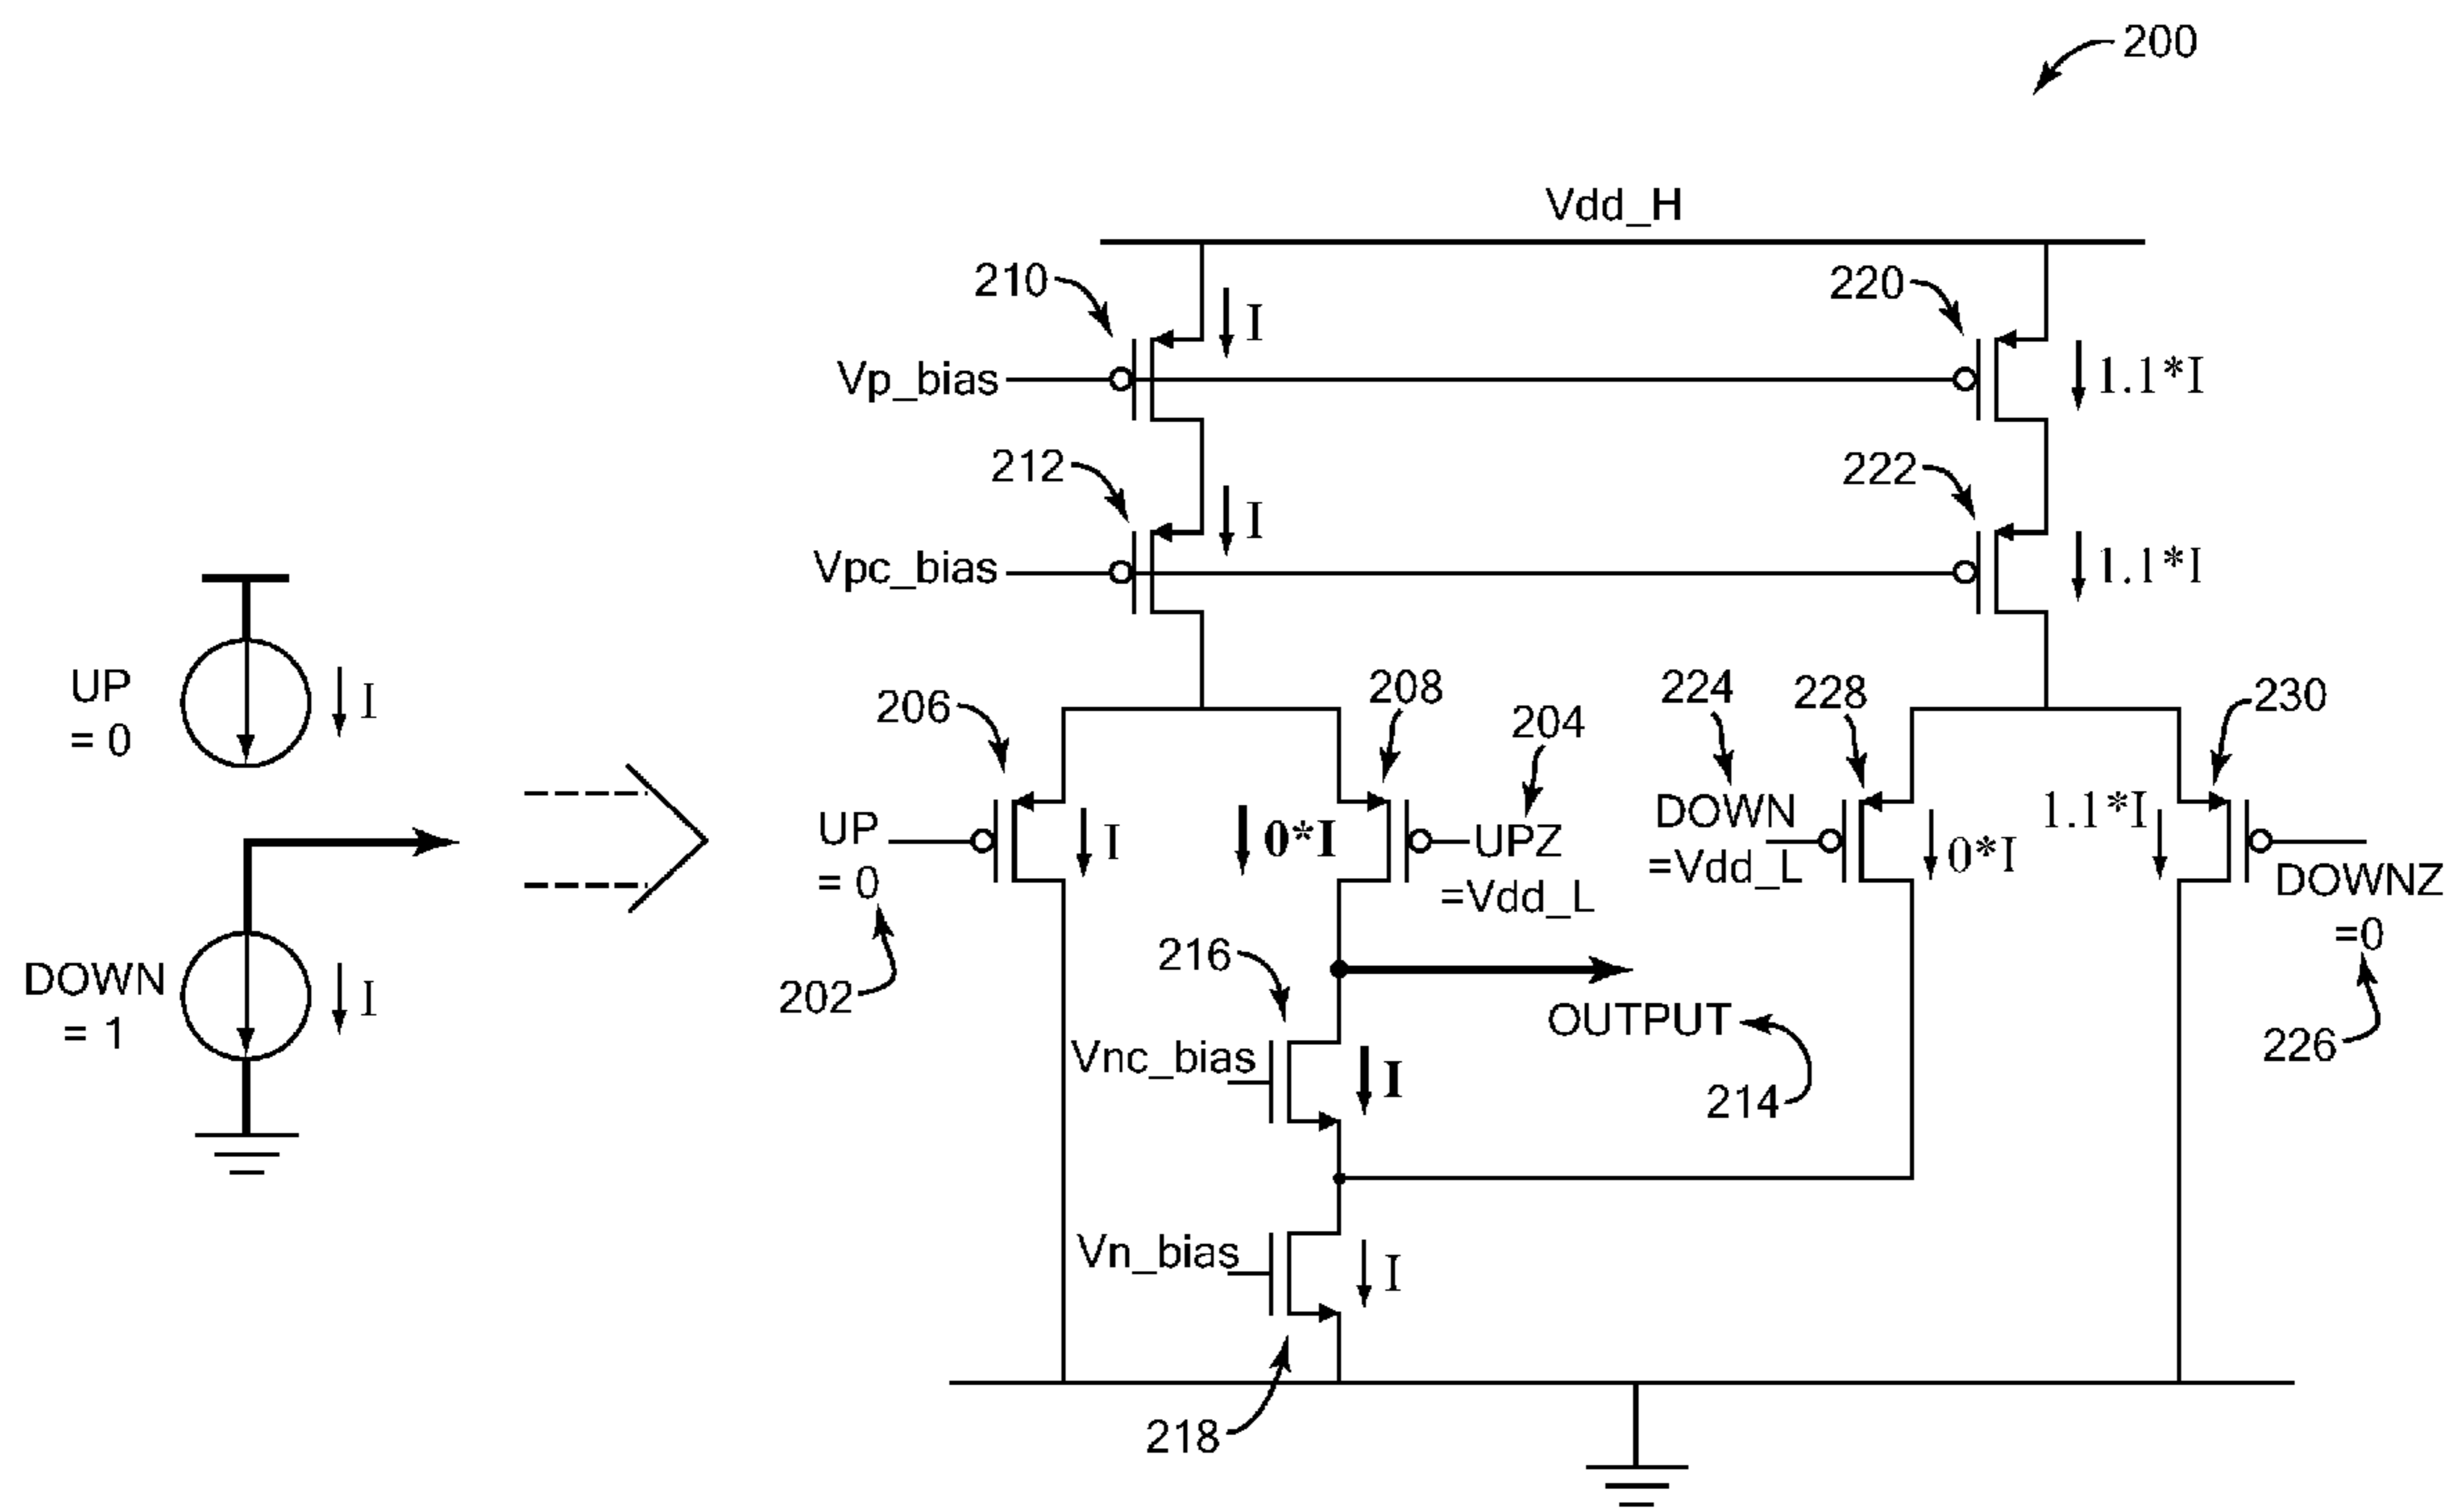 200
Vdd_H
210
I
220
1.1*I
Vp_bias
212
I
222
1.1*I
Vpc_bias
UP
= 0
I
DOWN
= 1
I
206
208
204
224
228
230
UP
= 0
202
I
0*I
UPZ
=Vdd_L
DOWN
=Vdd_L
0*I
1.1*I
DOWNZ
=0
226
216
OUTPUT
214
Vnc_bias
I
Vn_bias
I
218